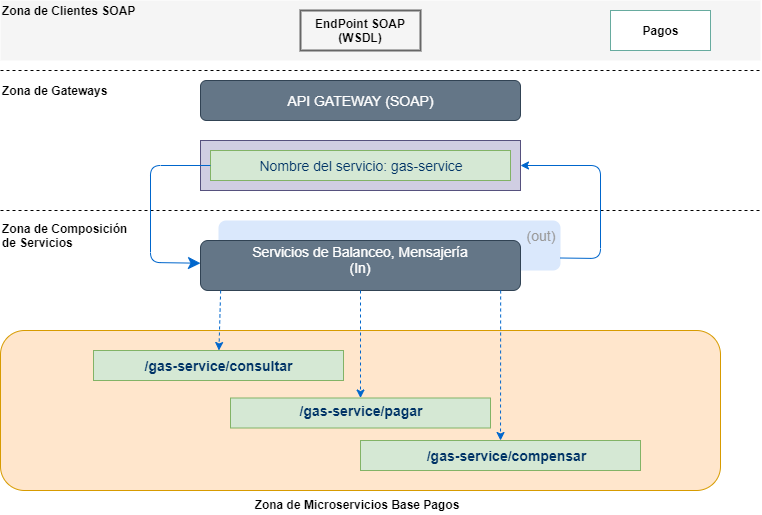 Zona de Clientes SOAP
EndPoint SOAP
(WSDL)
Pagos
Zona de Gateways
API GATEWAY (SOAP)
Nombre del servicio: gas-service
Zona de Composición
de Servicios
(out)
Servicios de Balanceo, Mensajería
(In)
/gas-service/consultar
/gas-service/pagar
/gas-service/compensar
Zona de Microservicios Base Pagos